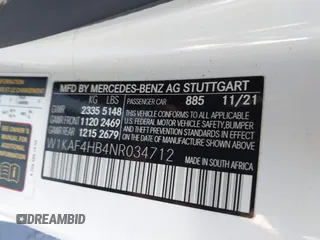 MFD BY MERCEDES-BENZ AG STUTTGART
KG LBS PASSENGER CAR 885 11/21
GVWR 2335 5148 THIS VEHICLE CONFORMS TO ALL APPLICABLE
GAWR FRONT 1120 2469 U.S. FEDERAL MOTOR VEHICLE SAFETY, BUMPER
GAWR REAR 1215 2679 AND THEFT PREVENTION STANDARDS IN EFFECT
ON THE DATE OF MANUFACTURE SHOWN ABOVE.
W1KAF4HB4NR034712 MADE IN SOUTH AFRICA
DREAMBID